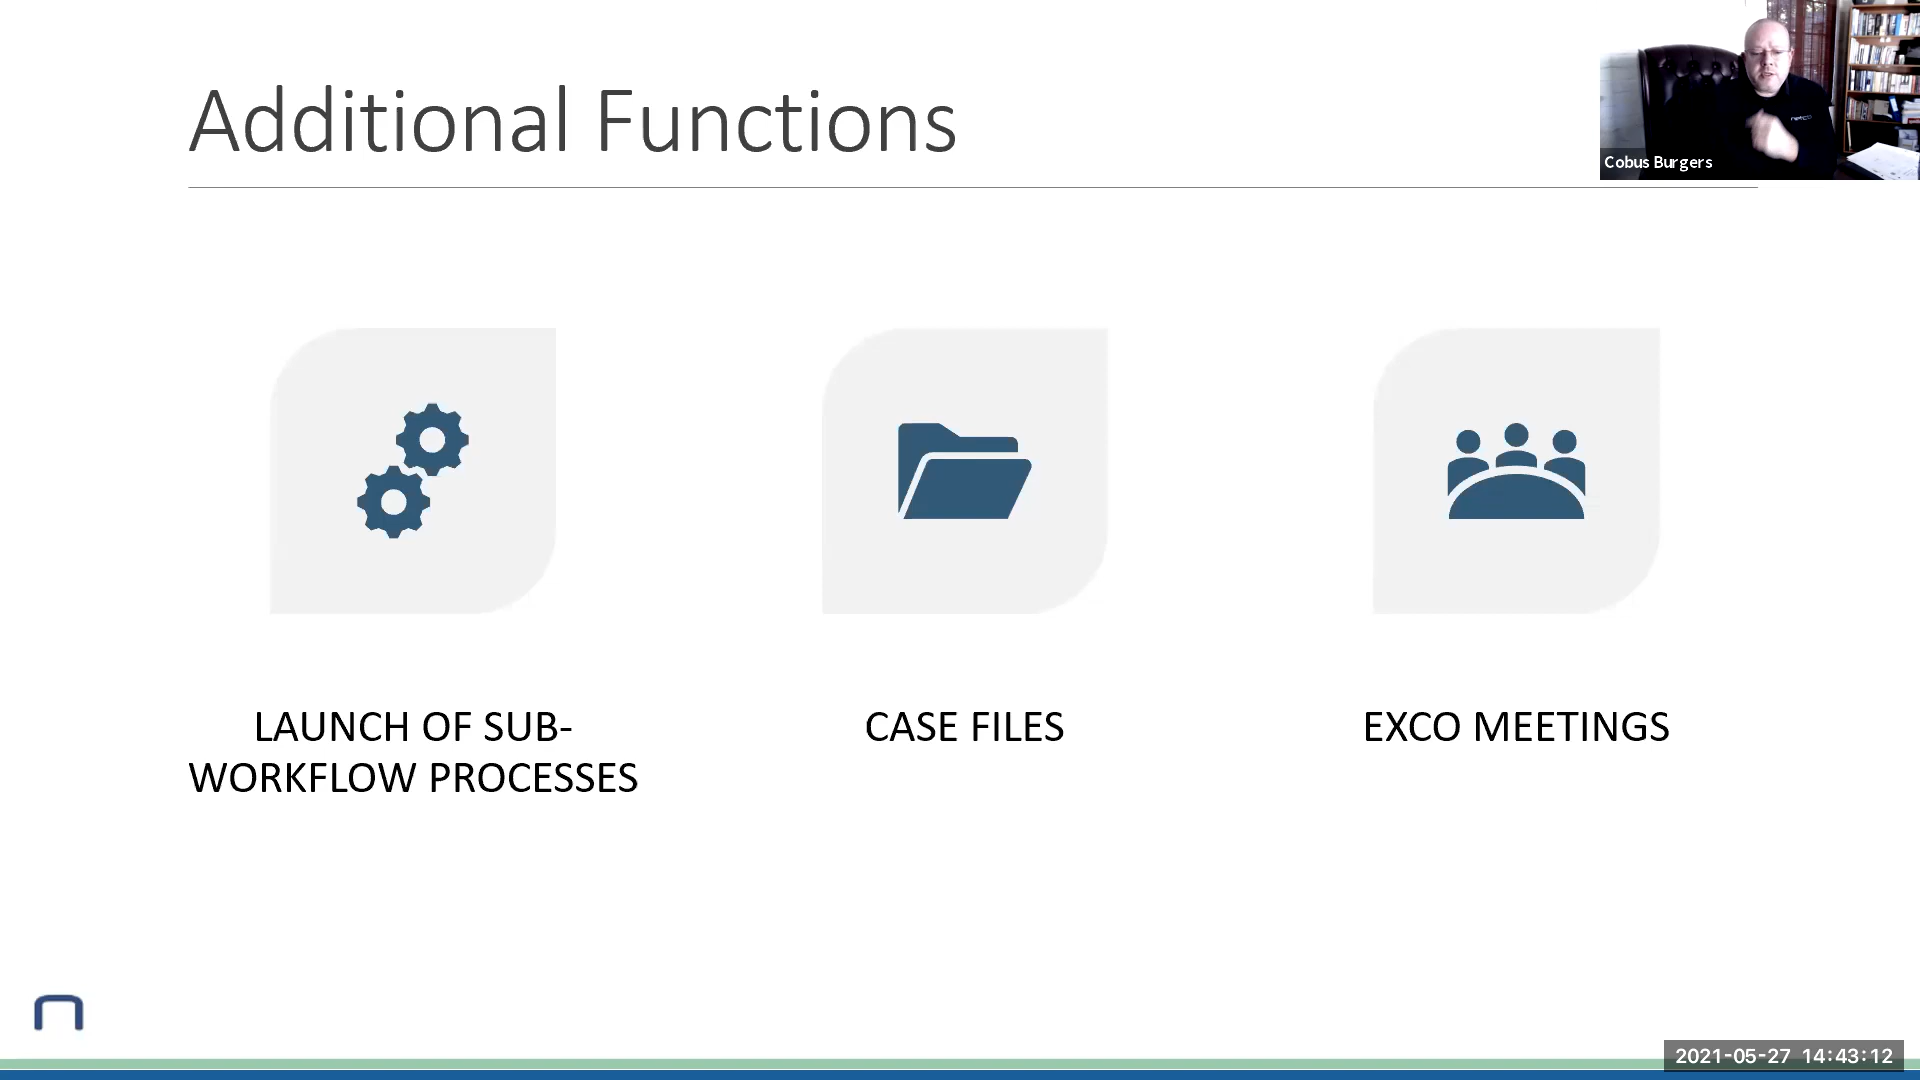 Additional Functions
Cobus Burgers
LAUNCH OF SUB-
WORKFLOW PROCESSES
CASE FILES
EXCO MEETINGS
2021-05-27 14:43:12